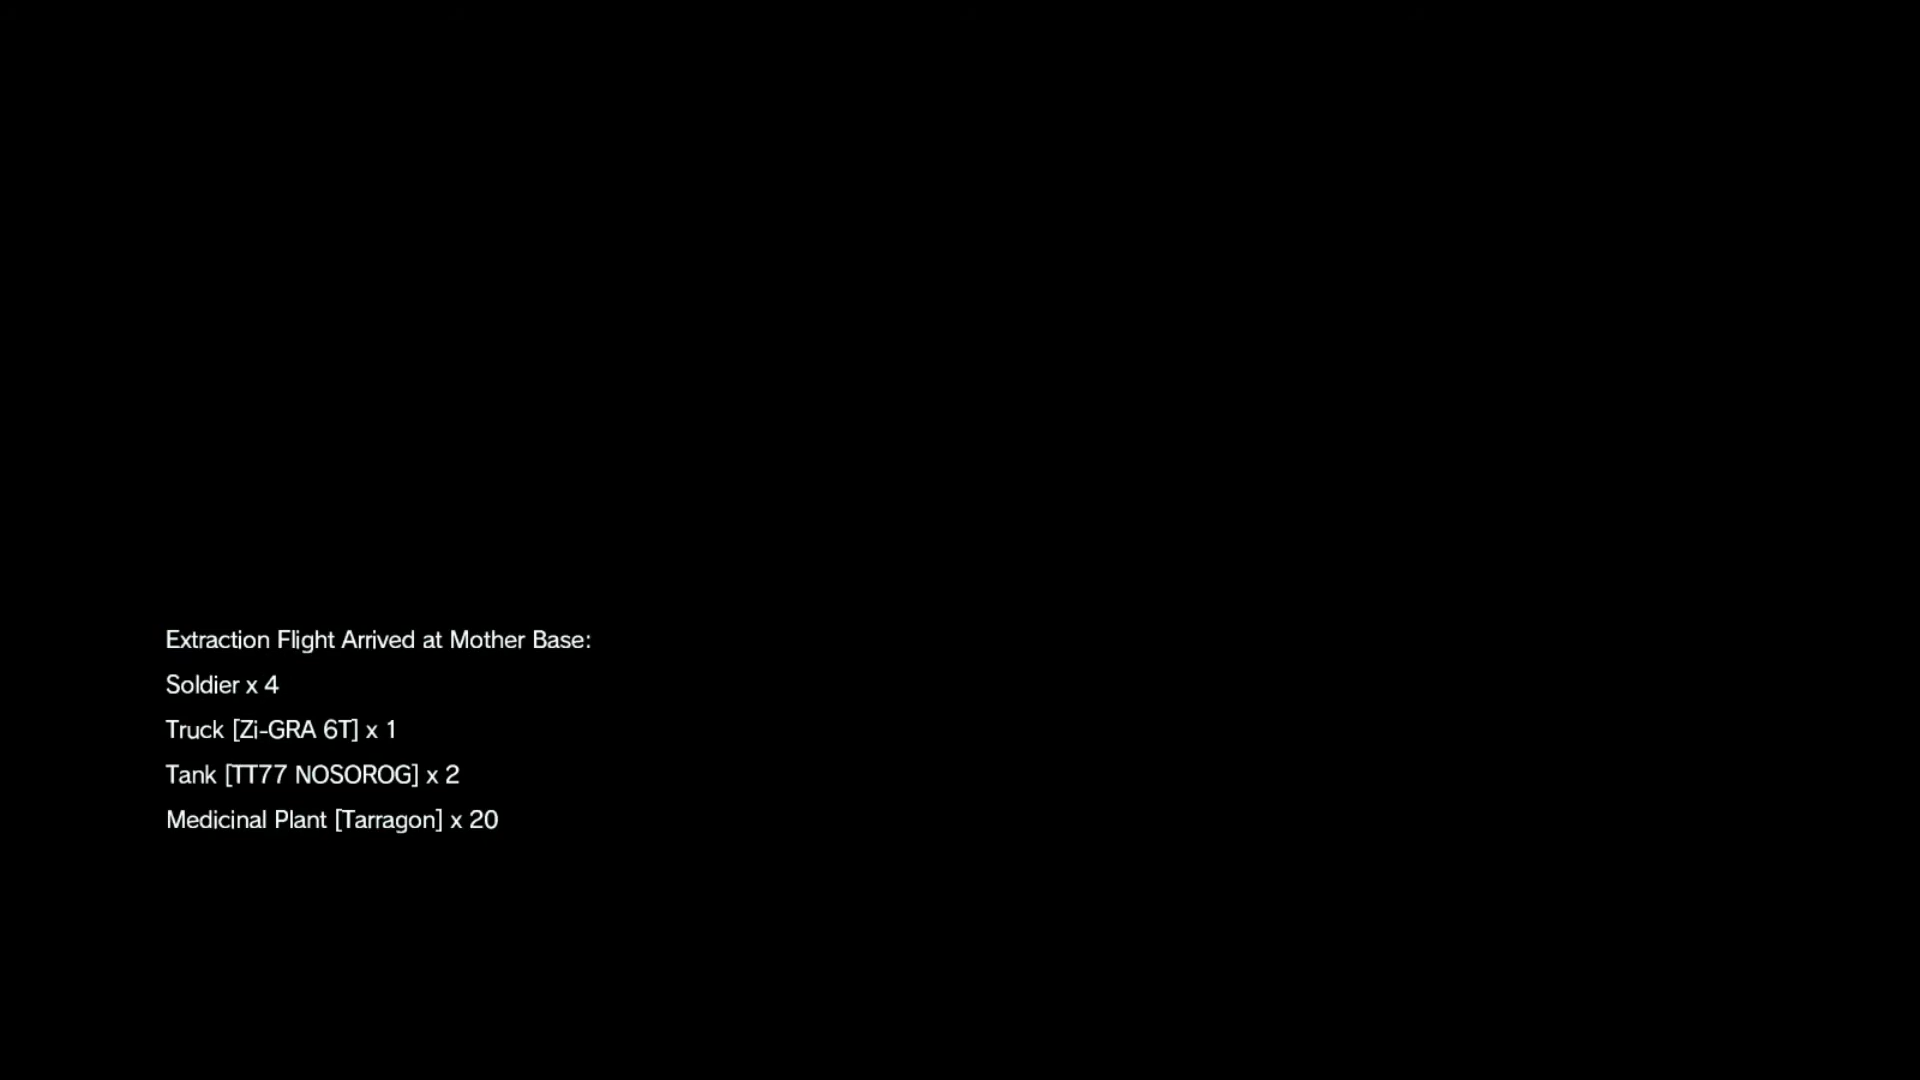 Extraction Flight Arrived at Mother Base:
Soldier x 4
Truck [Zi-GRA 6T] x 1
Tank [TT77 NOSOROG] x 2
Medicinal Plant [Tarragon] x 20